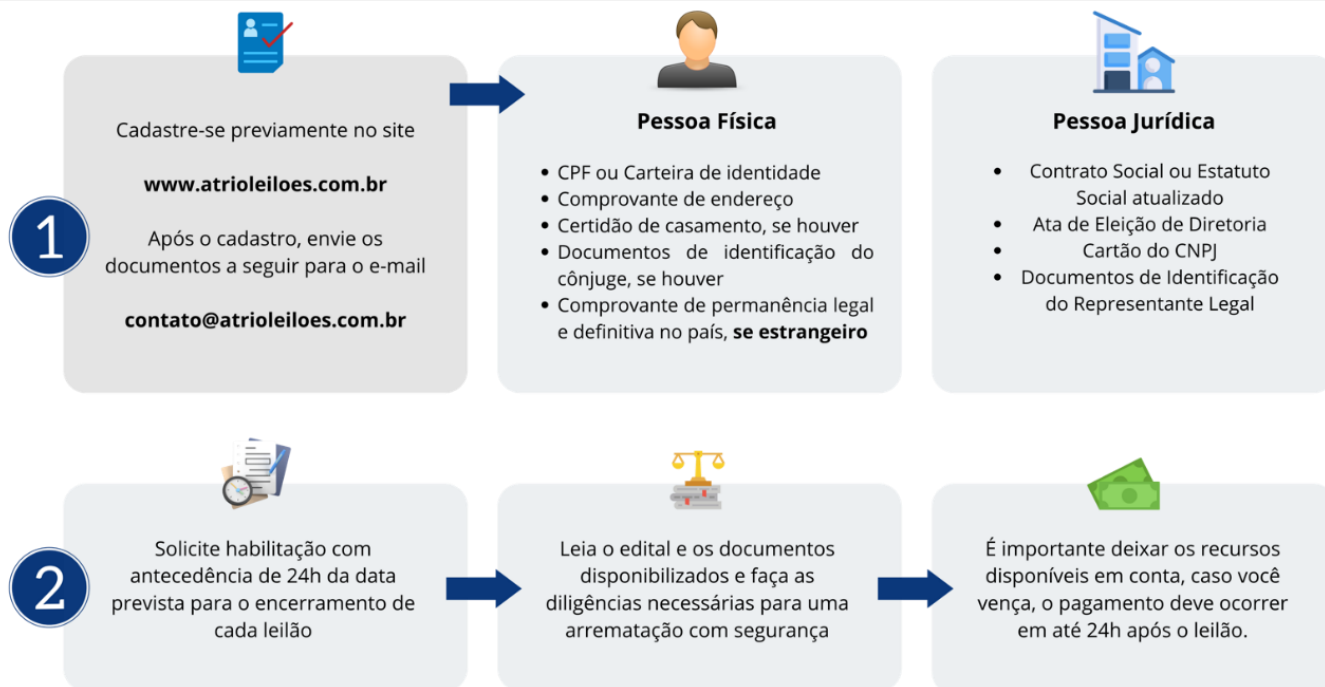 1
Cadastre-se previamente no site
www.atrioleiloes.com.br
Após o cadastro, envie os
documentos a seguir para o e-mail
contato@atrioleiloes.com.br
Pessoa Física
• CPF ou Carteira de identidade
• Comprovante de endereço
• Certidão de casamento, se houver
• Documentos de identificação do
cônjuge, se houver
• Comprovante de permanência legal
e definitiva no país, se estrangeiro
Pessoa Jurídica
• Contrato Social ou Estatuto
Social atualizado
• Ata de Eleição de Diretoria
• Cartão do CNPJ
• Documentos de Identificação
do Representante Legal
2
Solicite habilitação com
antecedência de 24h da data
prevista para o encerramento de
cada leilão
Leia o edital e os documentos
disponibilizados e faça as
diligências necessárias para uma
arrematação com segurança
É importante deixar os recursos
disponíveis em conta, caso você
vença, o pagamento deve ocorrer
em até 24h após o leilão.